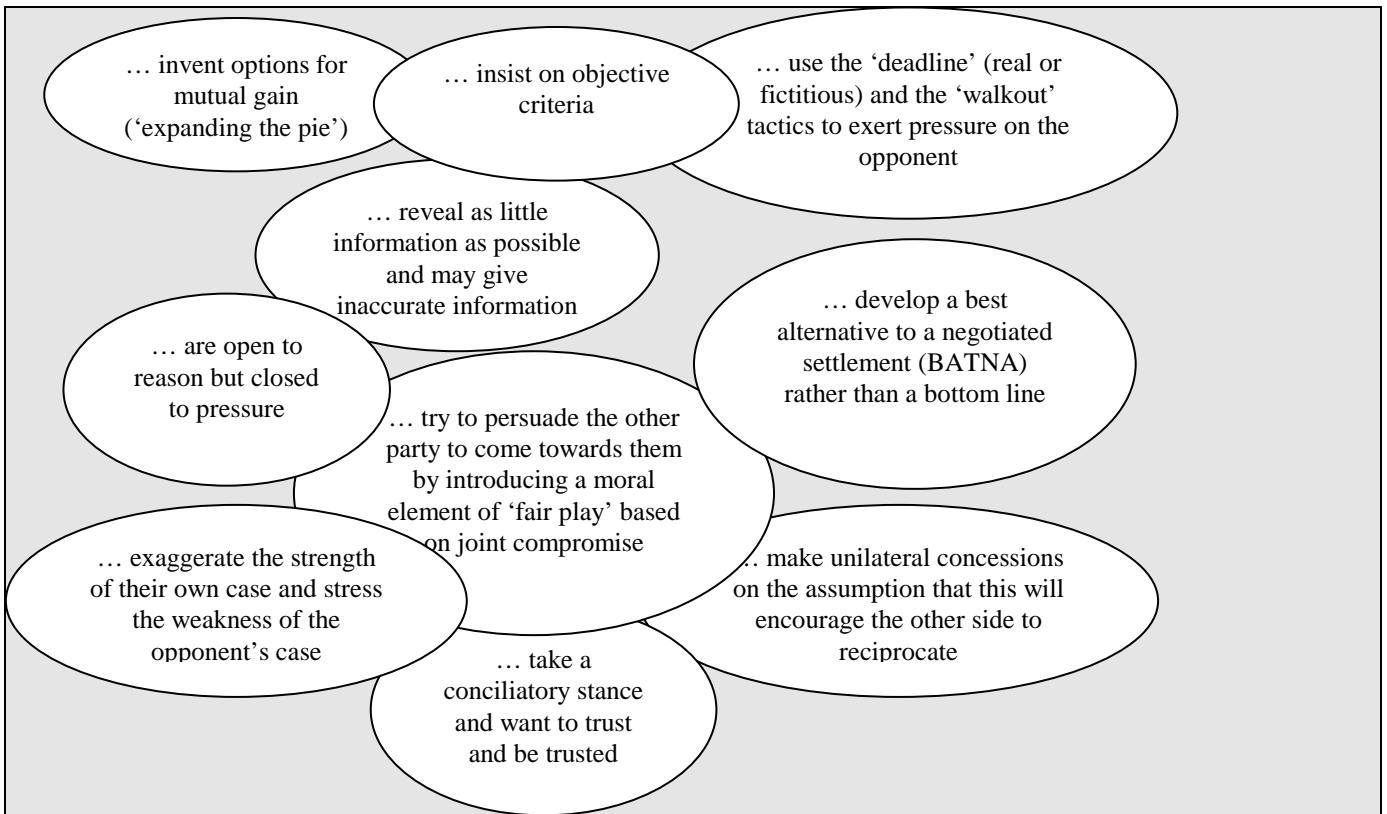 … invent options for
mutual gain
(‘expanding the pie’)
… insist on objective
criteria
… use the ‘deadline’ (real or
fictitious) and the ‘walkout’
tactics to exert pressure on the
opponent
… reveal as little
information as possible
and may give
inaccurate information
… develop a best
alternative to a negotiated
settlement (BATNA)
rather than a bottom line
… are open to
reason but closed
to pressure
… try to persuade the other
party to come towards them
by introducing a moral
element of ‘fair play’ based
on joint compromise
… exaggerate the strength
of their own case and stress
the weakness of the
opponent’s case
… make unilateral concessions
on the assumption that this will
encourage the other side to
reciprocate
… take a
conciliatory stance
and want to trust
and be trusted